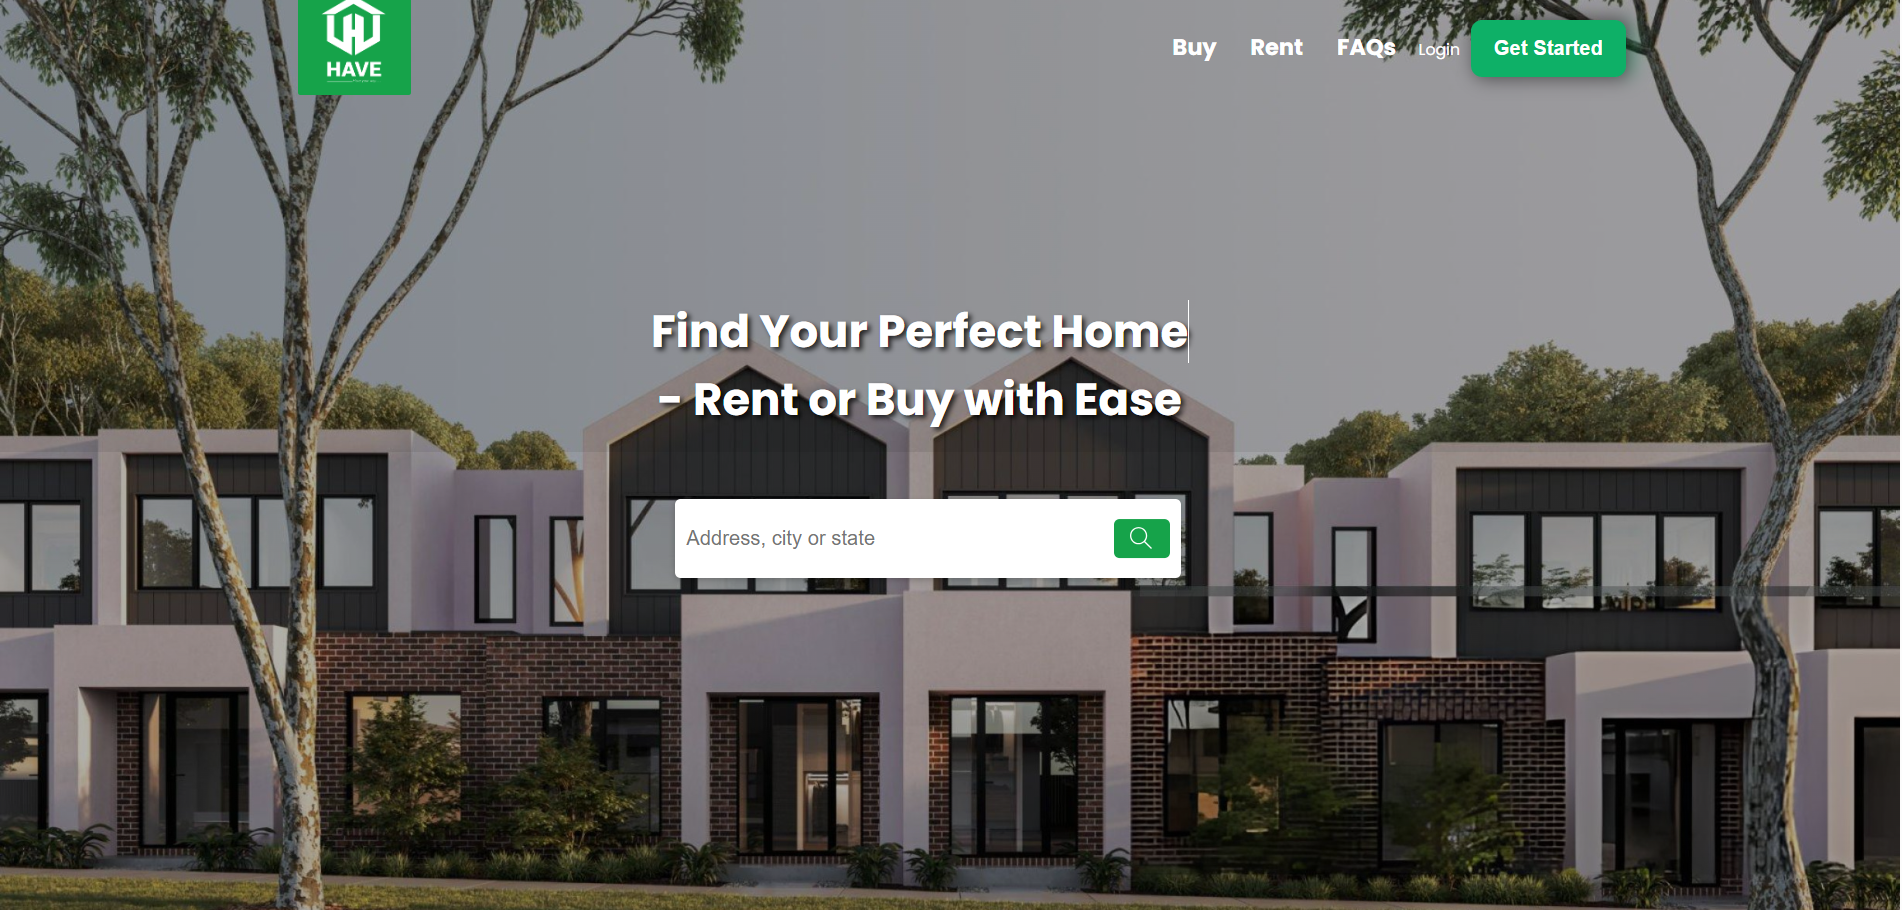 HAVE
Buy Rent FAQs Login Get Started
Find Your Perfect Home
- Rent or Buy with Ease
Address, city or state